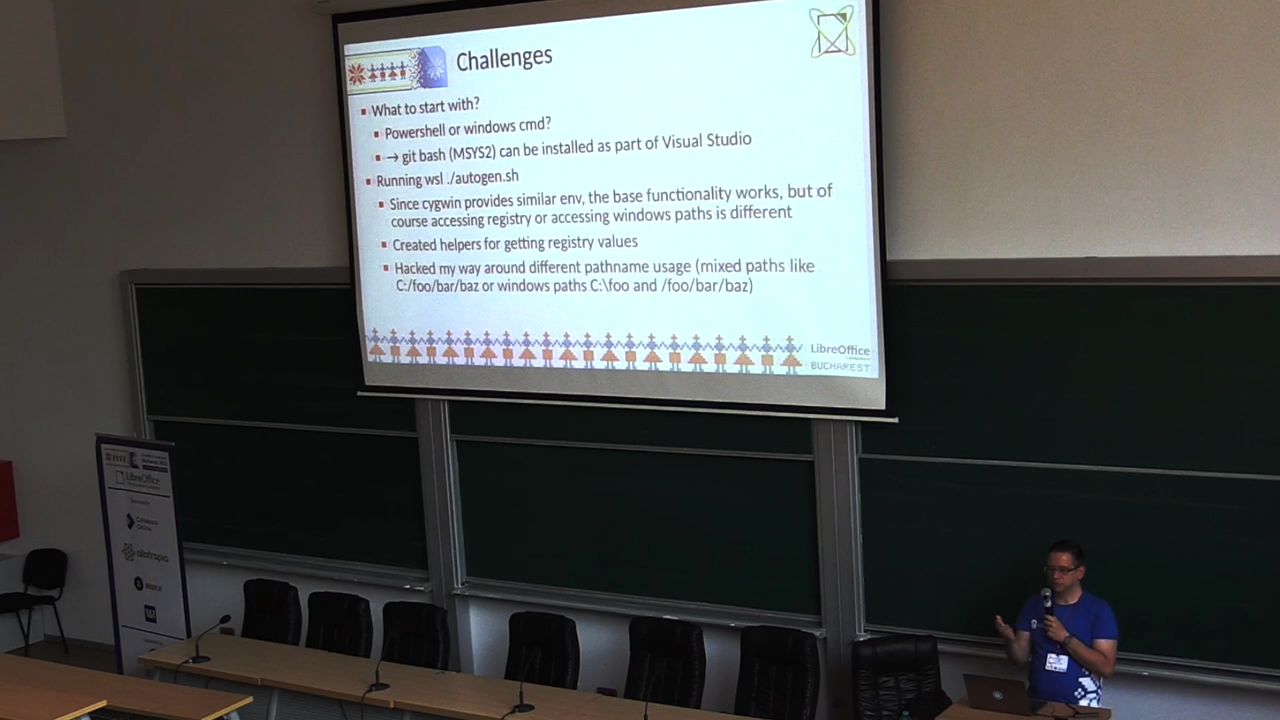 Challenges
What to start with?
Powershell or windows cmd?
→ git bash (MSYS2) can be installed as part of Visual Studio
Running wsl ./autogen.sh
Since cygwin provides similar env, the base functionality works, but of
course accessing registry or accessing windows paths is different
Created helpers for getting registry values
Hacked my way around different pathname usage (mixed paths like
C:/foo/bar/baz or windows paths C:\foo and /foo/bar/baz)
LibreOffice
BUCHAREST
LibreOffice
Collabora
Online
allotropia